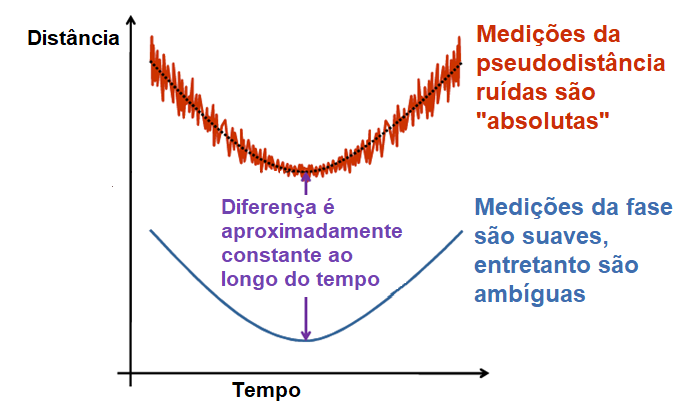 Distância
Medições da
pseudodistância
ruídas são
"absolutas"
Diferença é
aproximadamente
constante ao
longo do tempo
Medições da fase
são suaves,
entretanto são
ambíguas
Tempo